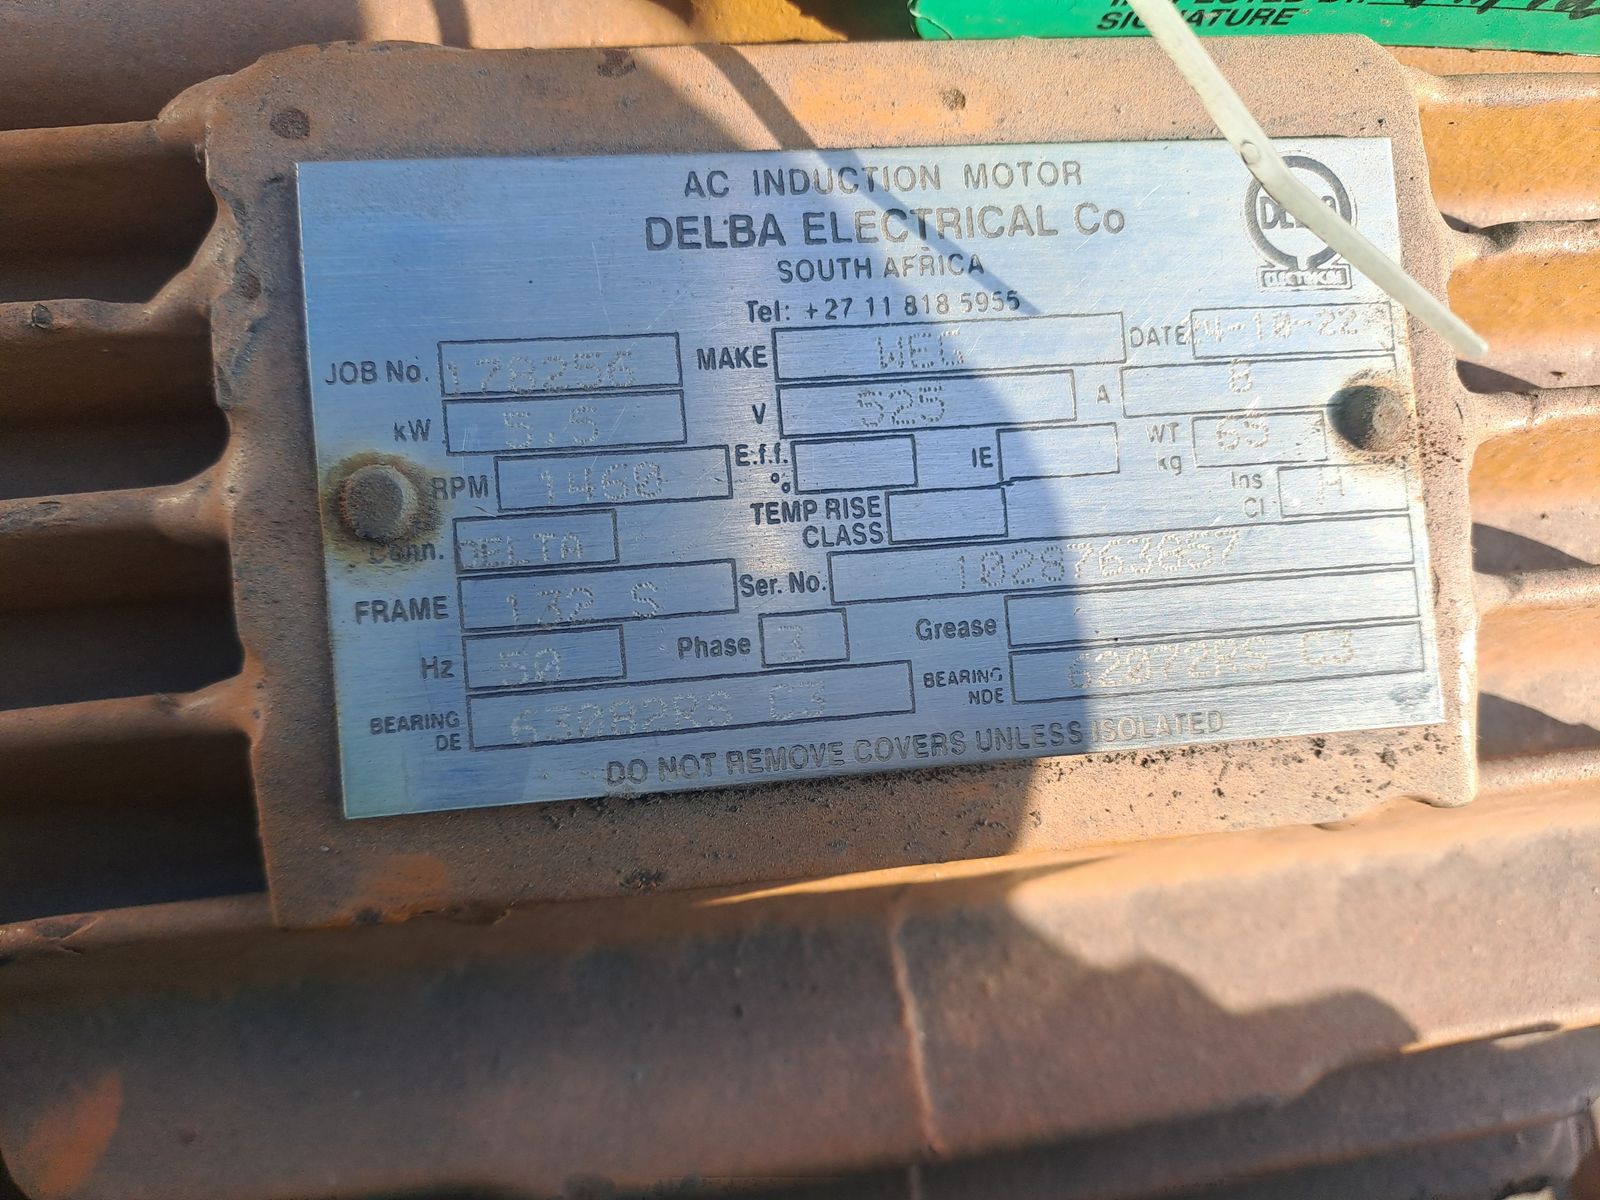 SIGNATURE
AC INDUCTION MOTOR
DELBA ELECTRICAL Co
SOUTH AFRICA
Tel: +27 11 818 5955
JOB No. 178256 MAKE WEG DATE
kW 5.5 V 525 A 8
RPM 1460 E.f.f. % IE WT kg 65
Conn. DELTA TEMP RISE CLASS Ins Cl H
FRAME 132 S Ser. No. 1028763667
Hz 50 Phase 3 Grease
BEARING DE 63082RS C3 BEARING NDE 62072RS C3
DO NOT REMOVE COVERS UNLESS ISOLATED